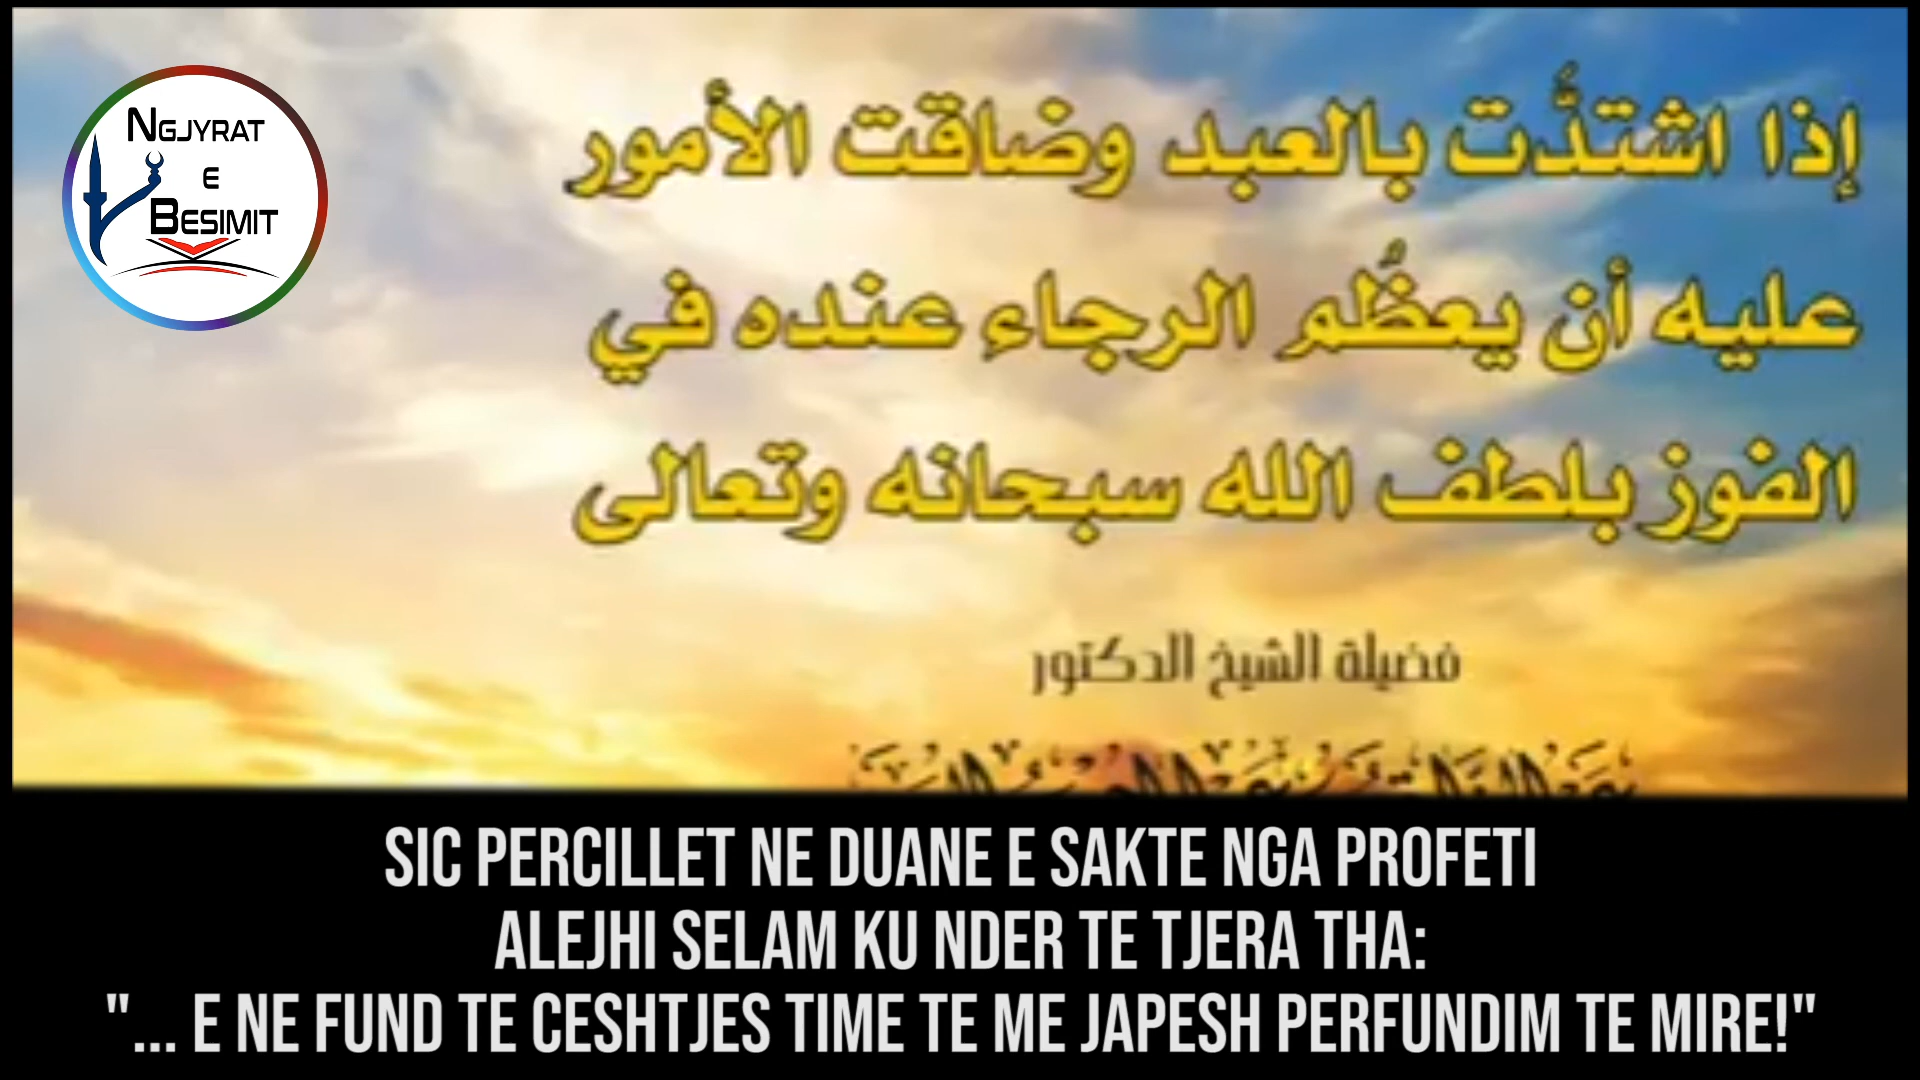 NGJYRAT
E
BESIMIT
إذا اشتدَّت بالعبد وضاقت الأمور
عليه أن يعظُم الرجاء عنده في
الفوز بلطف الله سبحانه وتعالى
فضيلة الشيخ الدكتور
SIC PERCILLET NE DUANE E SAKTE NGA PROFETI
ALEJHI SELAM KU NDER TE TJERA THA:
"... E NE FUND TE CESHTJES TIME TE ME JAPESH PERFUNDIM TE MIRE!"